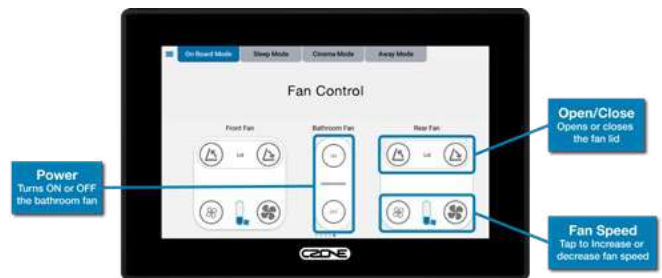 On Board Mode
Sleep Mode
Cinema Mode
Away Mode
Fan Control
Front Fan
Bathroom Fan
Rear Fan
Lid
Lid
ON
OFF
CZONE
Power
Turns ON or OFF
the bathroom fan
Open/Close
Opens or closes
the fan lid
Fan Speed
Tap to Increase or
decrease fan speed